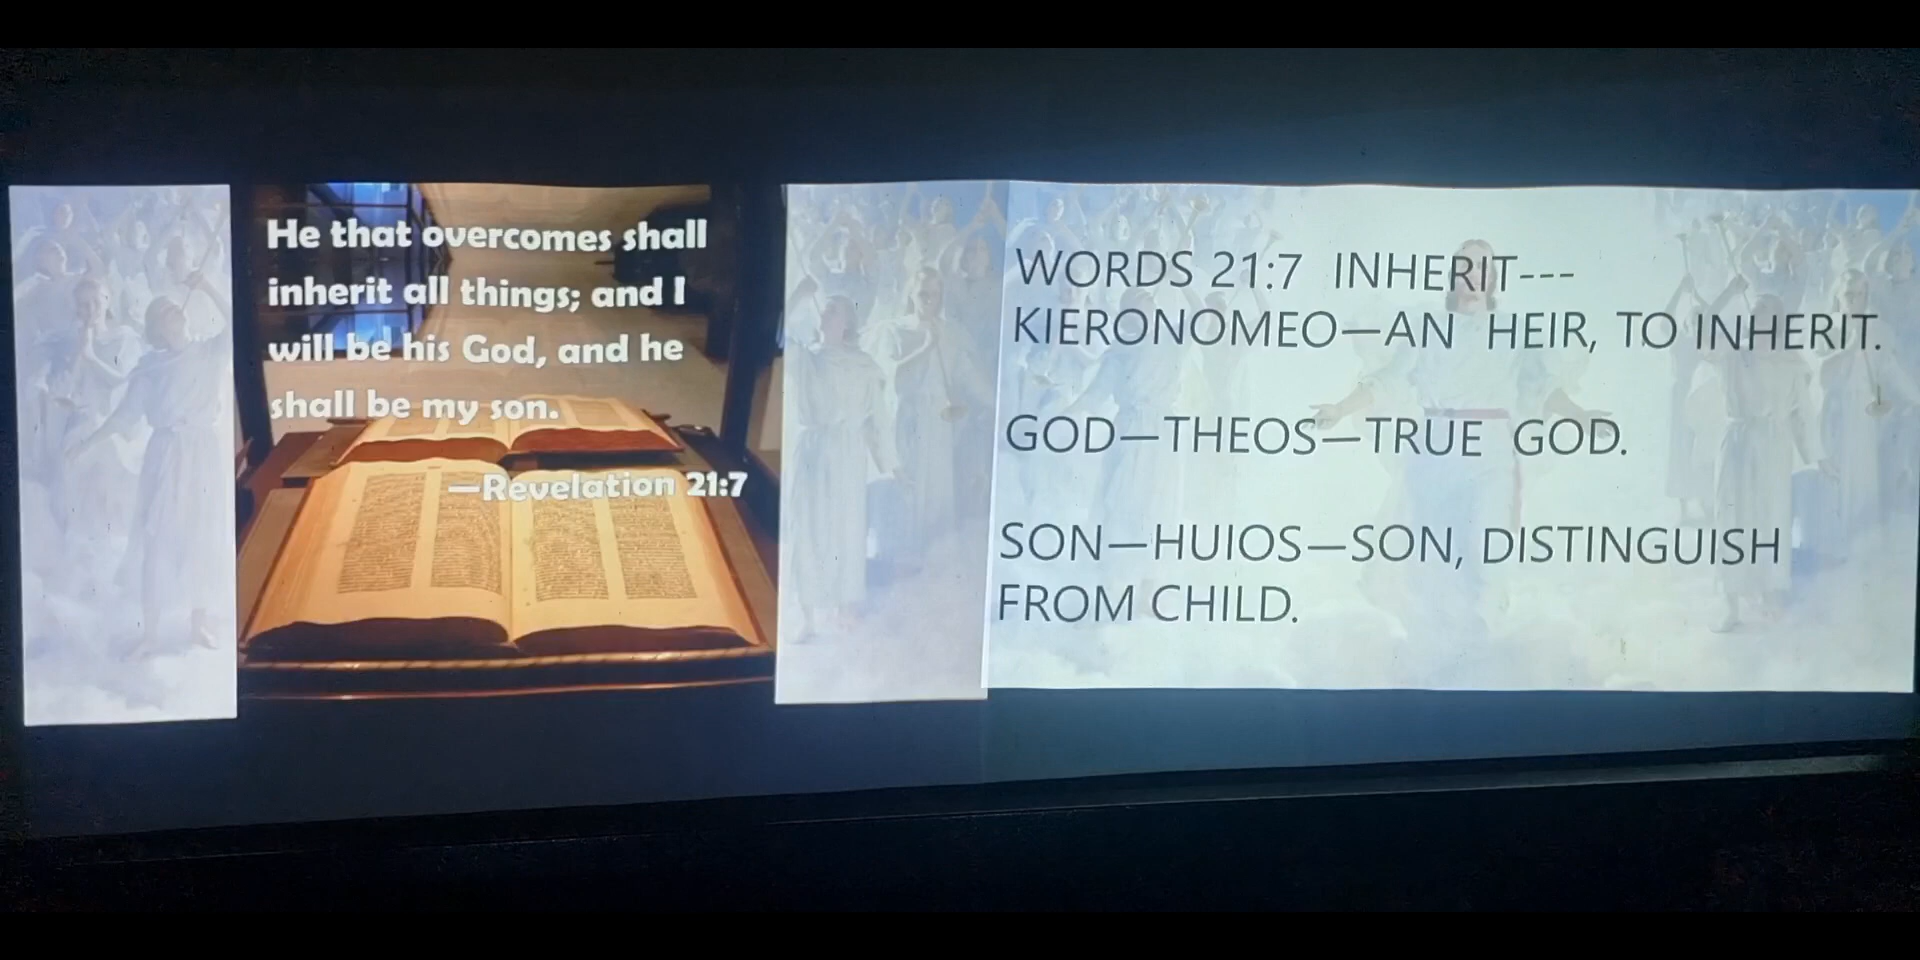 He that overcomes shall
inherit all things; and I
will be his God, and he
shall be my son.
—Revelation 21:7
WORDS 21:7 INHERIT---
KIERONOMEO—AN HEIR, TO INHERIT.
GOD—THEOS—TRUE GOD.
SON—HUIOS—SON, DISTINGUISH
FROM CHILD.